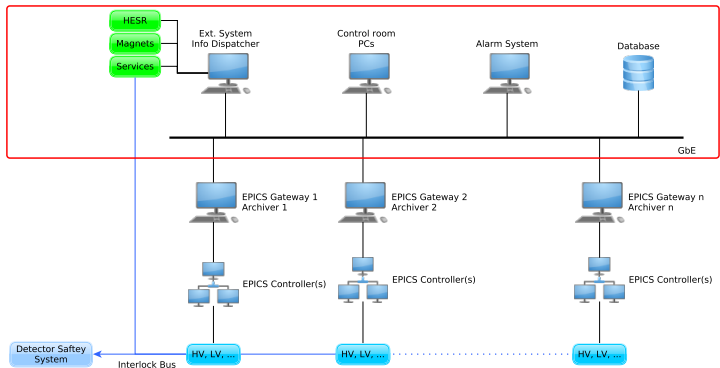 HESR
Magnets
Services
Ext. System
Info Dispatcher
Control room
PCs
Alarm System
Database
GbE
EPICS Gateway 1
Archiver 1
EPICS Gateway 2
Archiver 2
EPICS Gateway n
Archiver n
EPICS Controller(s)
EPICS Controller(s)
EPICS Controller(s)
Detector Saftey
System
Interlock Bus
HV, LV, ...
HV, LV, ...
HV, LV, ...